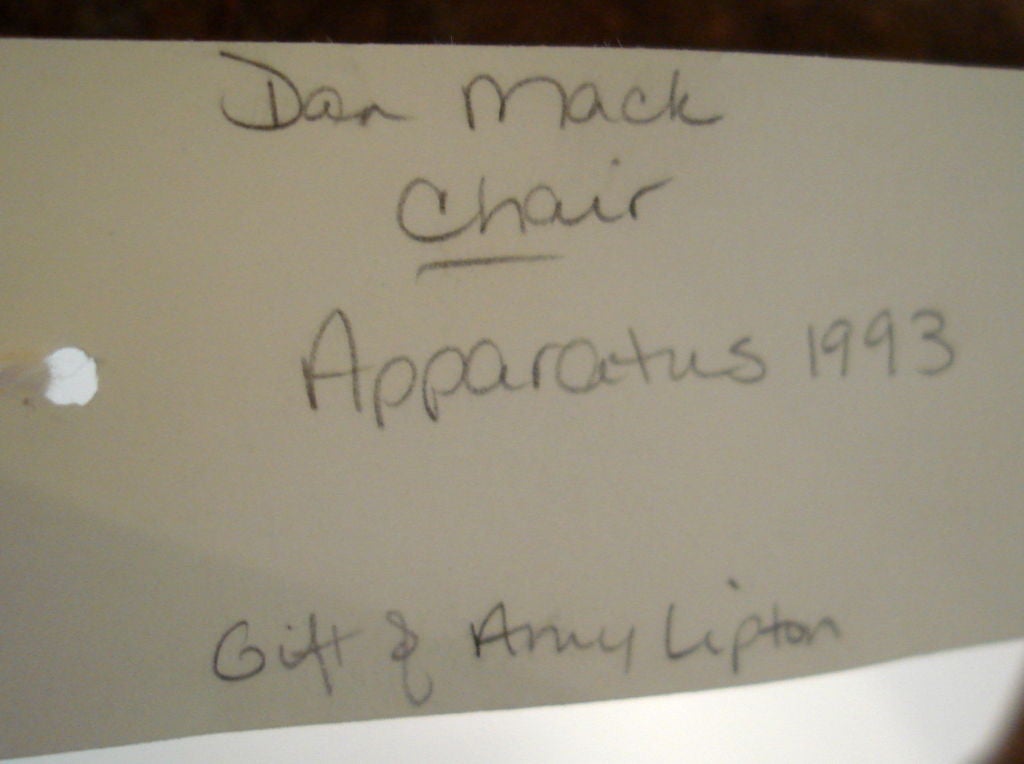 Dan Mack
Chair
Apparatus 1993
Gift of Amy Lipton